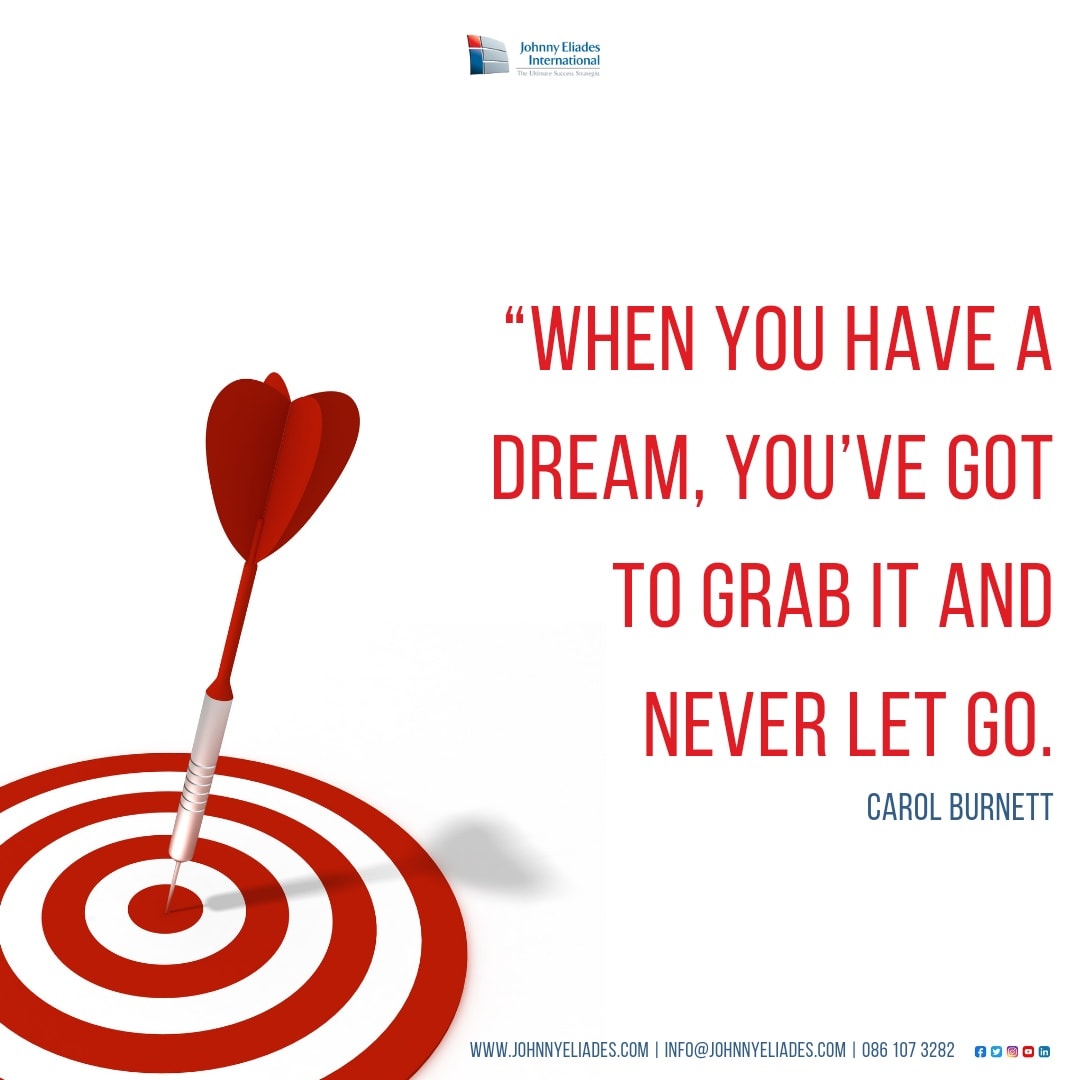 Johnny Eliades
International
The Ultimate Success Strategist
“WHEN YOU HAVE A
DREAM, YOU’VE GOT
TO GRAB IT AND
NEVER LET GO.
CAROL BURNETT
WWW.JOHNNYELIADES.COM | INFO@JOHNNYELIADES.COM | 086 107 3282